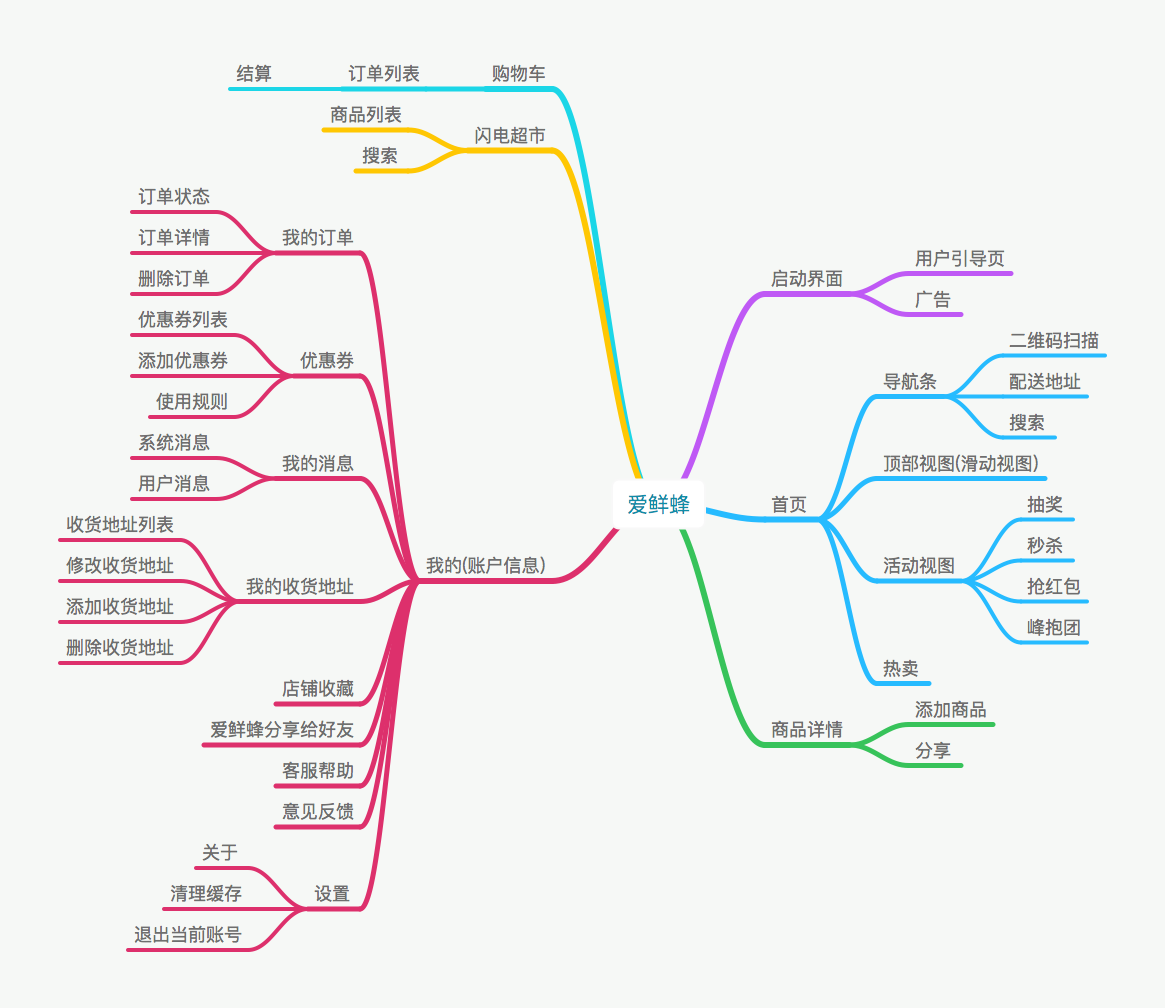 爱鲜蜂
启动界面
用户引导页
广告
首页
导航条
二维码扫描
配送地址
搜索
顶部视图(滑动视图)
活动视图
抽奖
秒杀
抢红包
峰抱团
热卖
商品详情
添加商品
分享
购物车
订单列表
结算
闪电超市
商品列表
搜索
我的(账户信息)
我的订单
订单状态
订单详情
删除订单
优惠券
优惠券列表
添加优惠券
使用规则
我的消息
系统消息
用户消息
我的收货地址
收货地址列表
修改收货地址
添加收货地址
删除收货地址
店铺收藏
爱鲜蜂分享给好友
客服帮助
意见反馈
设置
关于
清理缓存
退出当前账号